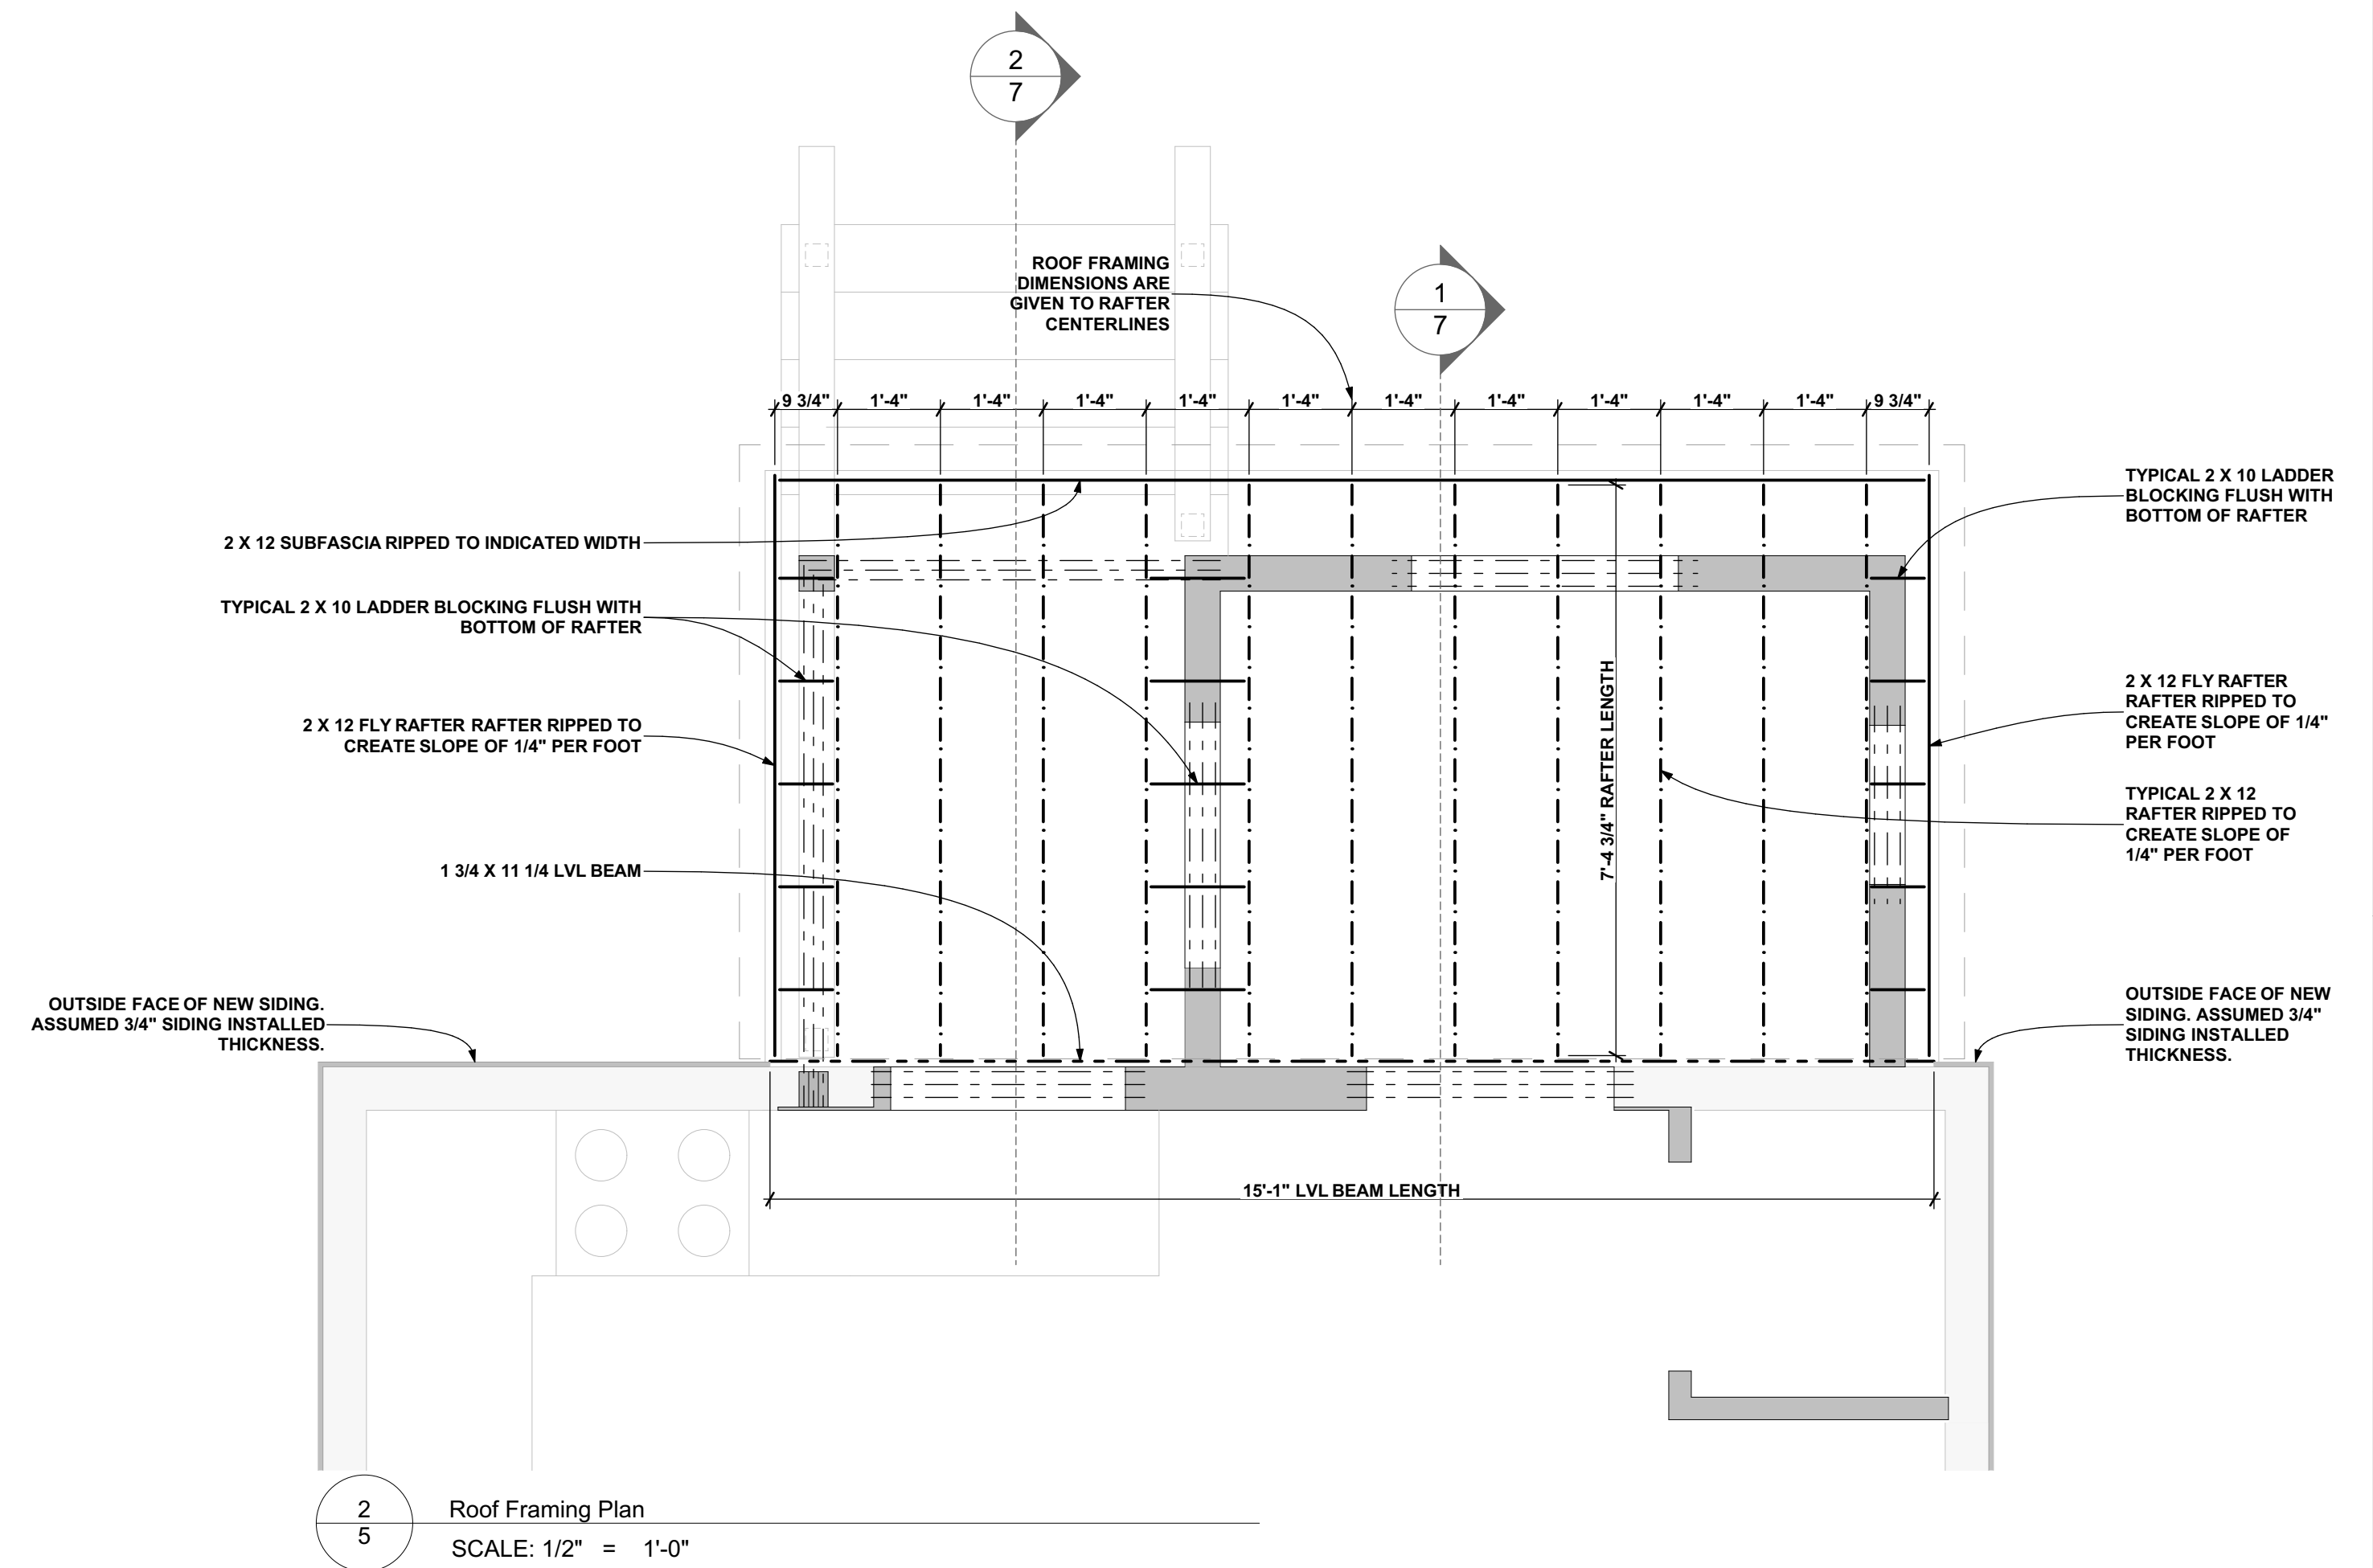 2
7
ROOF FRAMING
DIMENSIONS ARE
GIVEN TO RAFTER
CENTERLINES
1
7
9 3/4"
1'-4"
1'-4"
1'-4"
1'-4"
1'-4"
1'-4"
1'-4"
1'-4"
1'-4"
1'-4"
9 3/4"
TYPICAL 2 X 10 LADDER
BLOCKING FLUSH WITH
BOTTOM OF RAFTER
2 X 12 SUBFASCIA RIPPED TO INDICATED WIDTH
TYPICAL 2 X 10 LADDER BLOCKING FLUSH WITH
BOTTOM OF RAFTER
2 X 12 FLY RAFTER RAFTER RIPPED TO
CREATE SLOPE OF 1/4" PER FOOT
7'-4 3/4" RAFTER LENGTH
2 X 12 FLY RAFTER
RAFTER RIPPED TO
CREATE SLOPE OF 1/4"
PER FOOT
TYPICAL 2 X 12
RAFTER RIPPED TO
CREATE SLOPE OF
1/4" PER FOOT
1 3/4 X 11 1/4 LVL BEAM
OUTSIDE FACE OF NEW SIDING.
ASSUMED 3/4" SIDING INSTALLED
THICKNESS.
OUTSIDE FACE OF NEW
SIDING. ASSUMED 3/4"
SIDING INSTALLED
THICKNESS.
15'-1" LVL BEAM LENGTH
2
5
Roof Framing Plan
SCALE: 1/2" = 1'-0"